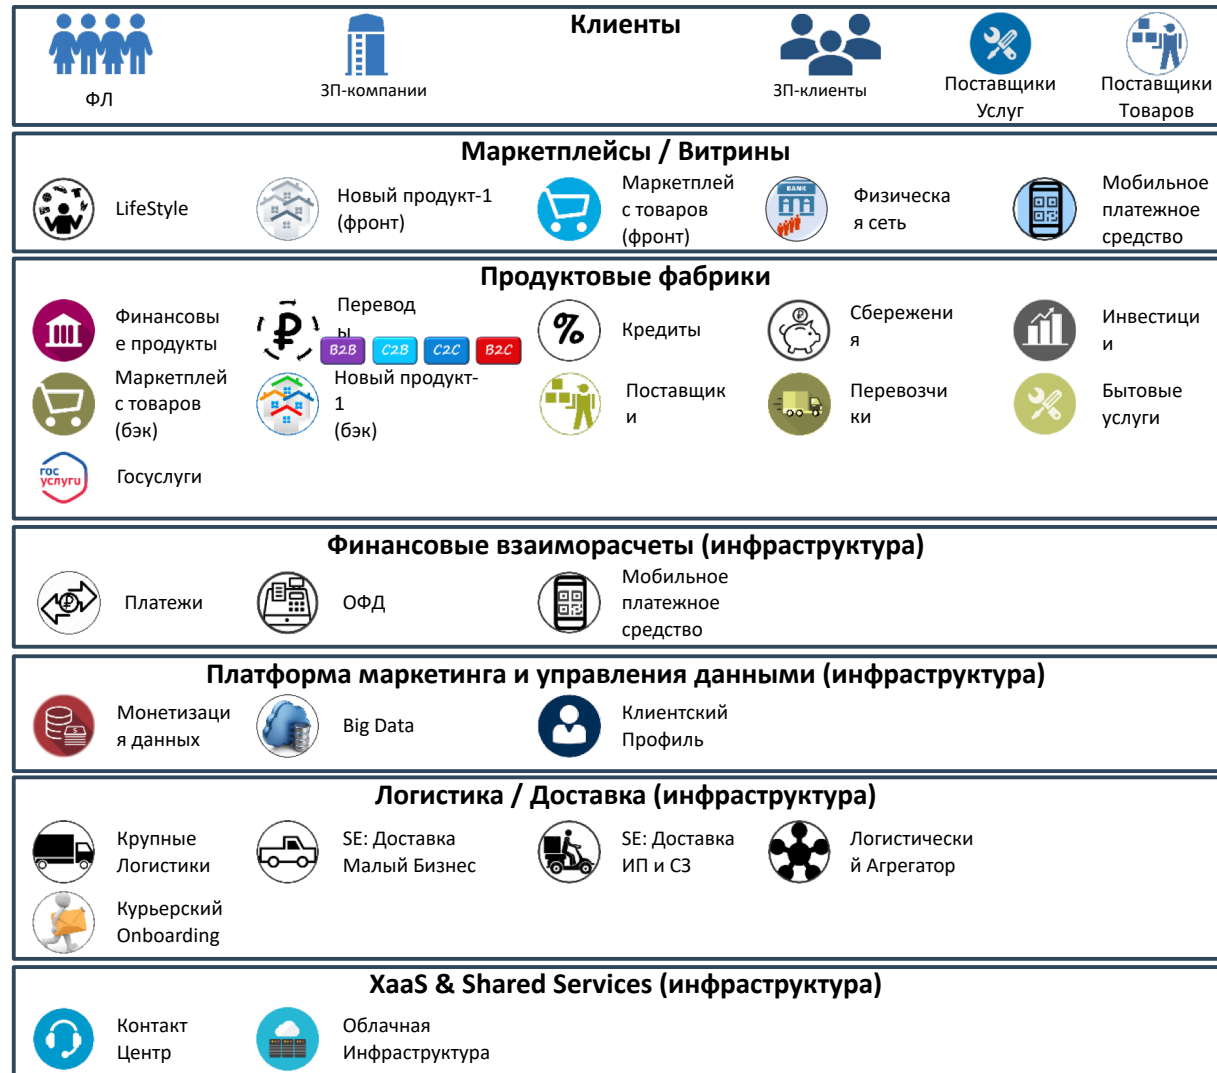 Клиенты
ФЛ
ЗП-компании
ЗП-клиенты
Поставщики
Услуг
Поставщики
Товаров
Маркетплейсы / Витрины
LifeStyle
Новый продукт-1
(фронт)
Маркетплей
с товаров
(фронт)
BANK
Физическа
я сеть
Мобильное
платежное
средство
Продуктовые фабрики
Финансовы
е продукты
Перевод
ы
B2B
C2B
C2C
B2C
%
Кредиты
Сбережени
я
Инвестици
и
Маркетплей
с товаров
(бэк)
Новый продукт-
1
(бэк)
Поставщик
и
Перевозчи
ки
Бытовые
услуги
гос
услуги
Госуслуги
Финансовые взаиморасчеты (инфраструктура)
Платежи
ОФД
Мобильное
платежное
средство
Платформа маркетинга и управления данными (инфраструктура)
Монетизаци
я данных
Big Data
Клиентский
Профиль
Логистика / Доставка (инфраструктура)
Крупные
Логистики
SE: Доставка
Малый Бизнес
SE: Доставка
ИП и СЗ
Логистически
й Агрегатор
Курьерский
Onboarding
XaaS & Shared Services (инфраструктура)
Контакт
Центр
Облачная
Инфраструктура